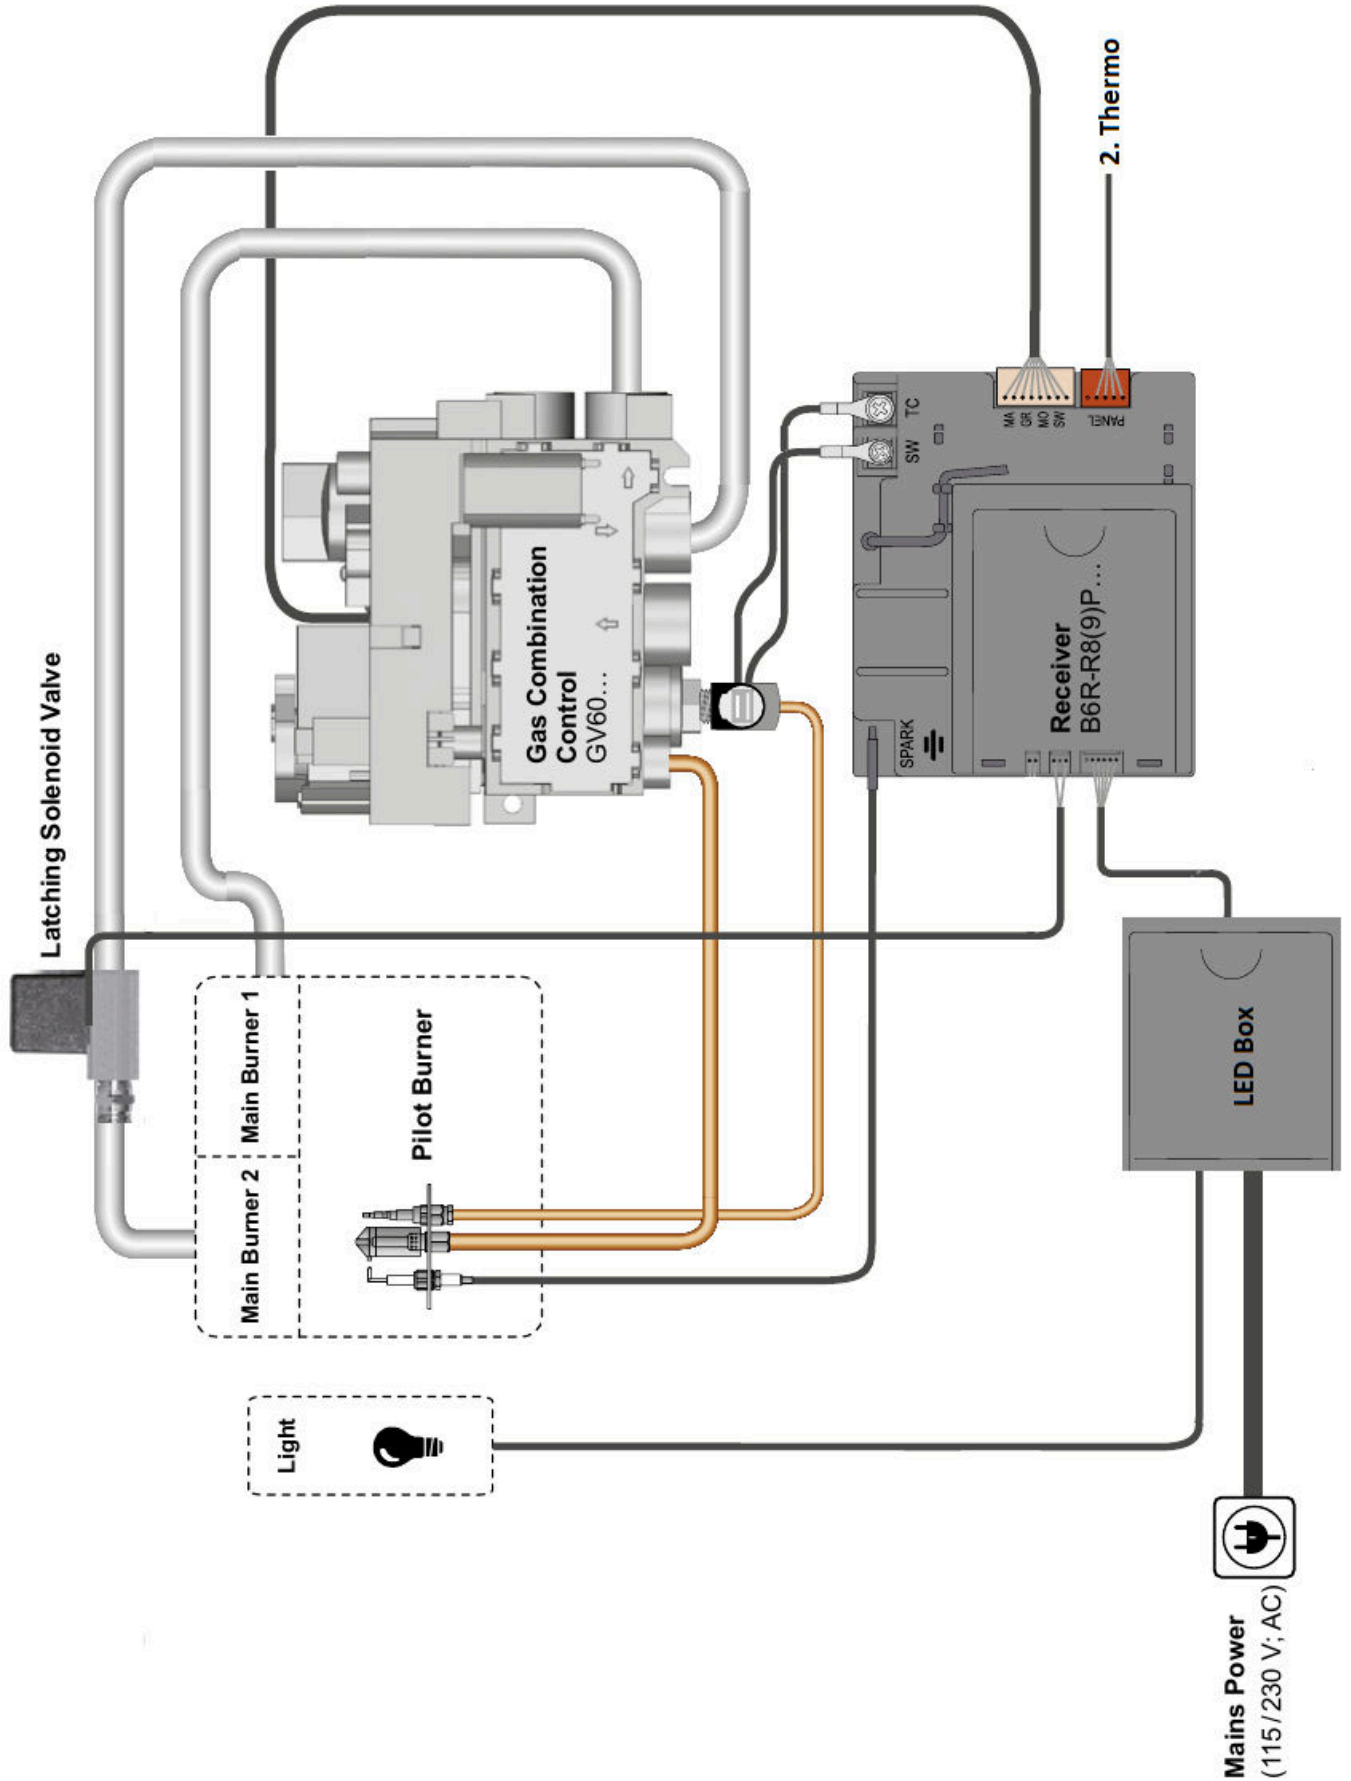 Latching Solenoid Valve
2. Thermo
Gas Combination
Control
GV60...
TC
SW
MA
GR
MO
SW
PANEL
SPARK
Receiver
B6R-R8(9)P...
Main Burner 1
Main Burner 2
Pilot Burner
Light
LED Box
Mains Power
(115/230 V; AC)